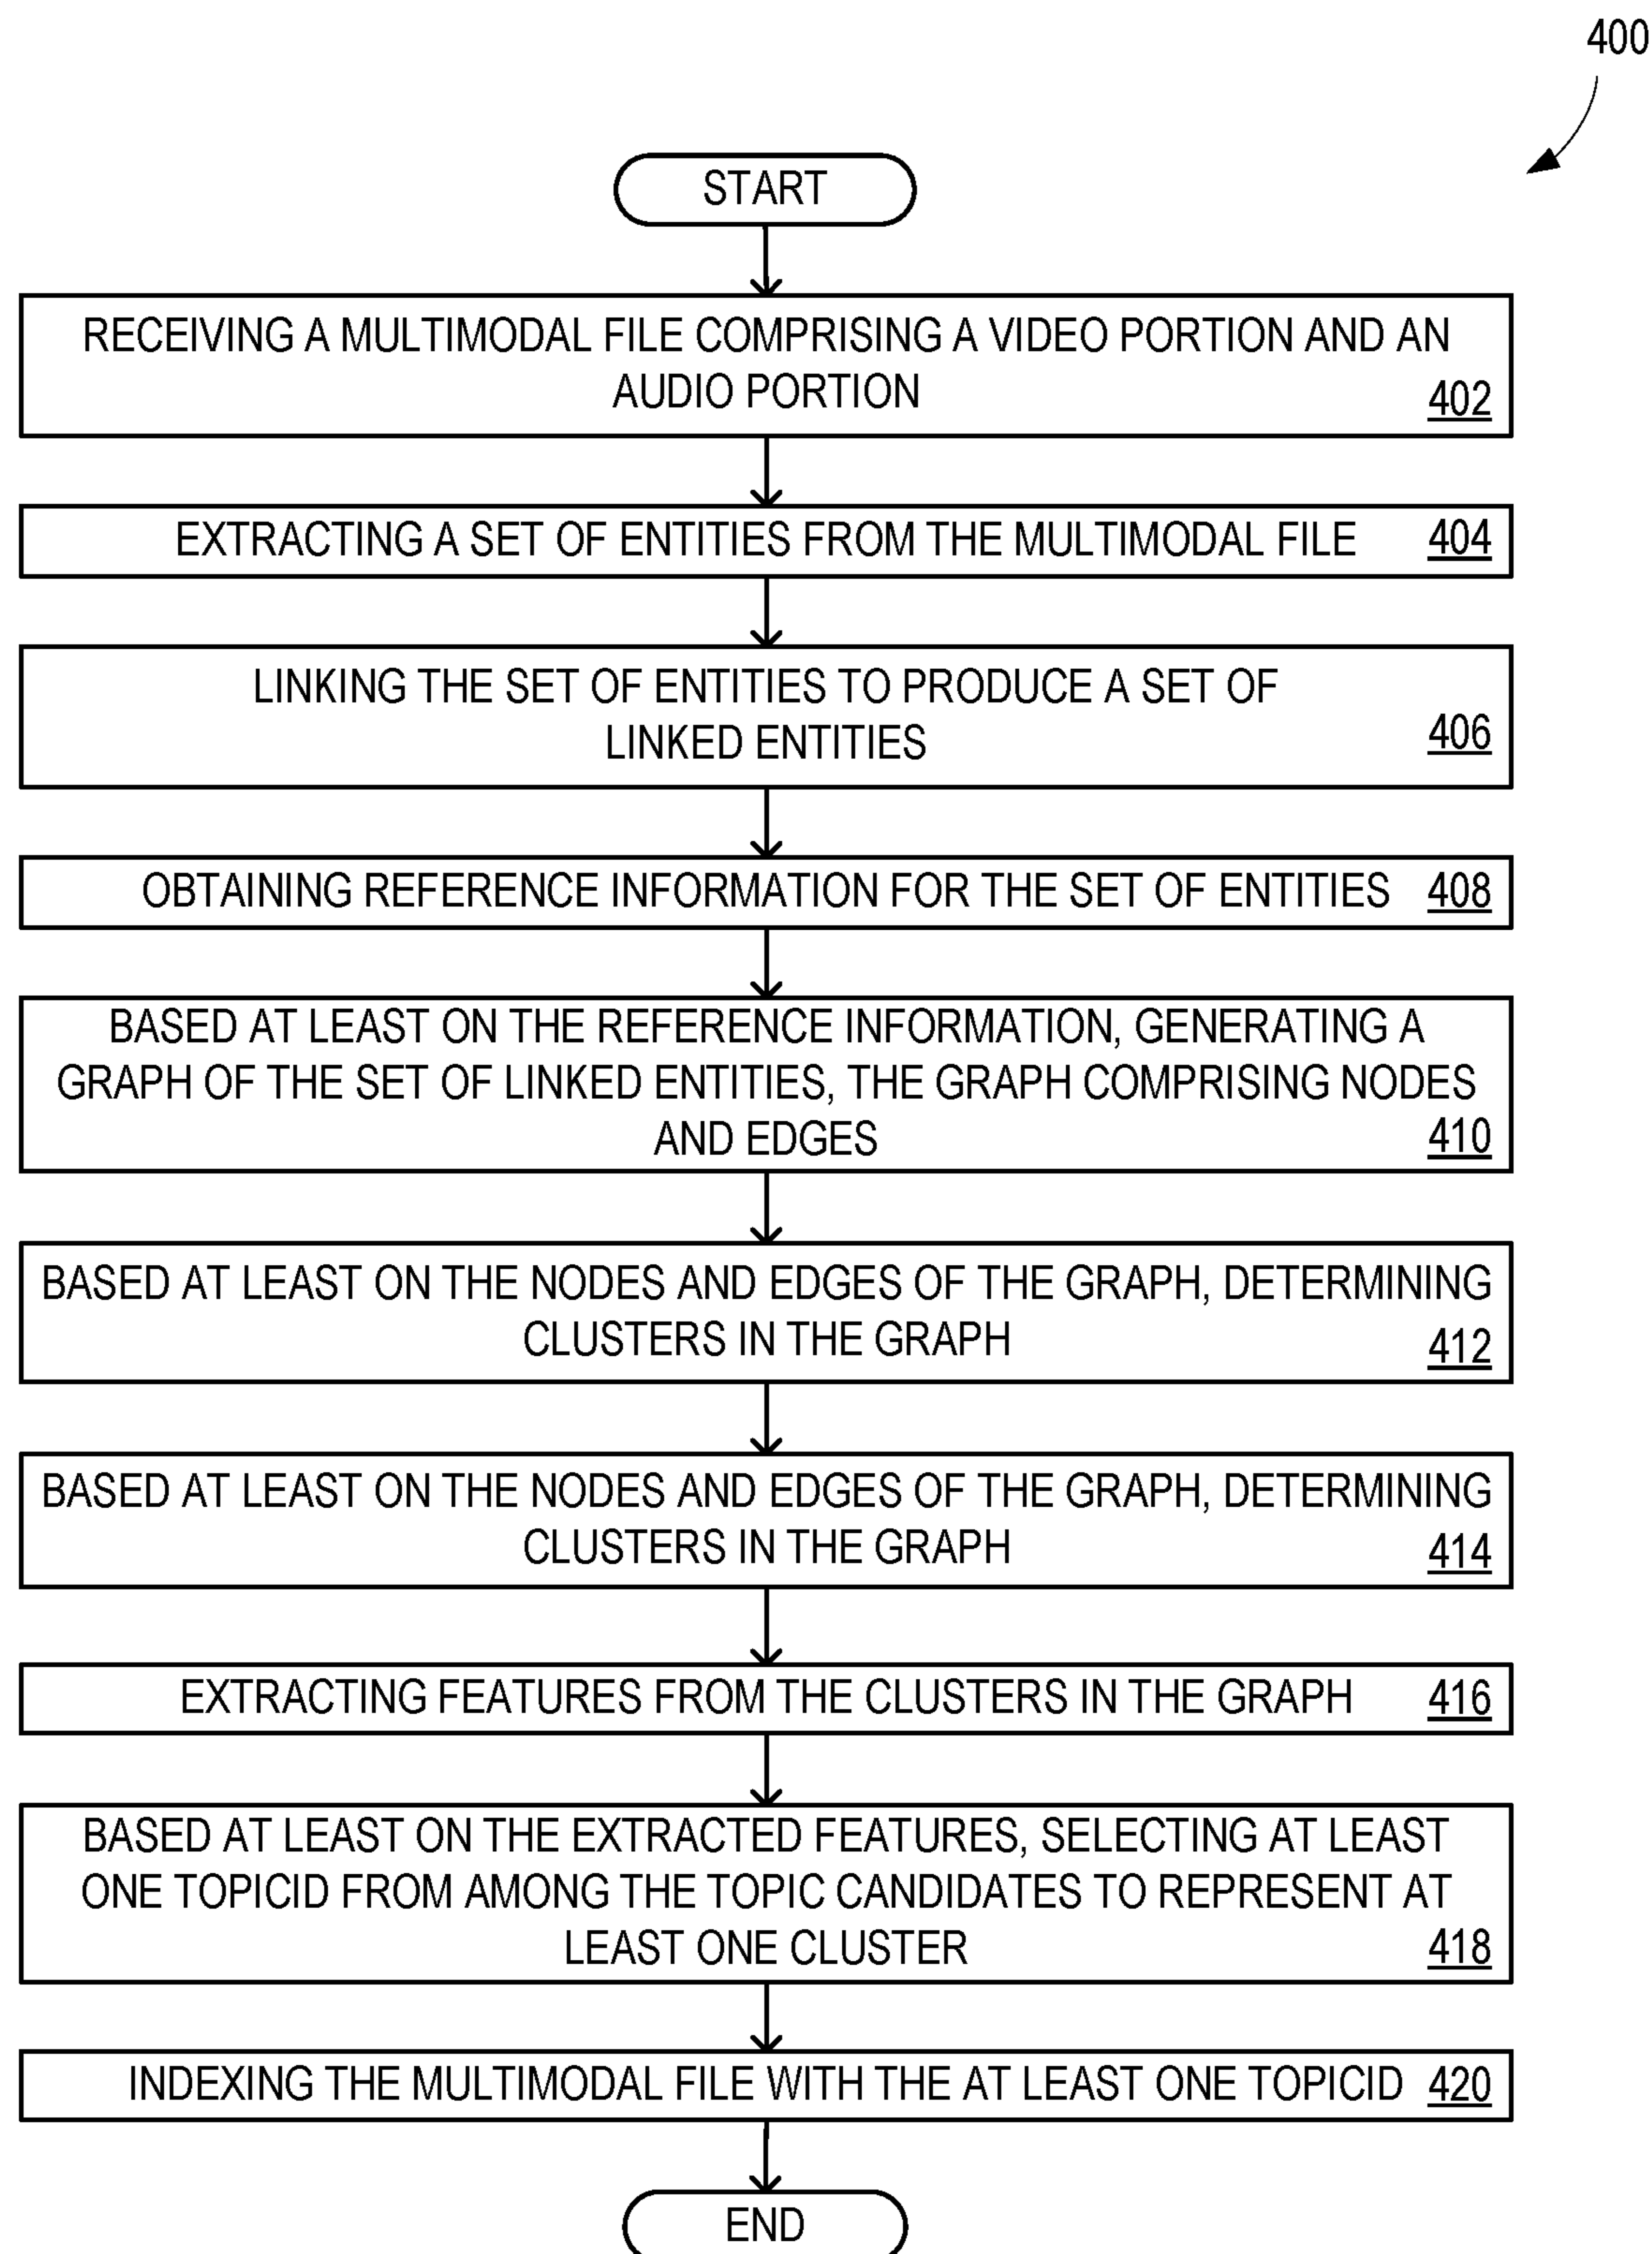 400
START
RECEIVING A MULTIMODAL FILE COMPRISING A VIDEO PORTION AND AN
AUDIO PORTION
402
EXTRACTING A SET OF ENTITIES FROM THE MULTIMODAL FILE 404
LINKING THE SET OF ENTITIES TO PRODUCE A SET OF
LINKED ENTITIES
406
OBTAINING REFERENCE INFORMATION FOR THE SET OF ENTITIES 408
BASED AT LEAST ON THE REFERENCE INFORMATION, GENERATING A
GRAPH OF THE SET OF LINKED ENTITIES, THE GRAPH COMPRISING NODES
AND EDGES 410
BASED AT LEAST ON THE NODES AND EDGES OF THE GRAPH, DETERMINING
CLUSTERS IN THE GRAPH 412
BASED AT LEAST ON THE NODES AND EDGES OF THE GRAPH, DETERMINING
CLUSTERS IN THE GRAPH 414
EXTRACTING FEATURES FROM THE CLUSTERS IN THE GRAPH 416
BASED AT LEAST ON THE EXTRACTED FEATURES, SELECTING AT LEAST
ONE TOPICID FROM AMONG THE TOPIC CANDIDATES TO REPRESENT AT
LEAST ONE CLUSTER 418
INDEXING THE MULTIMODAL FILE WITH THE AT LEAST ONE TOPICID 420
END